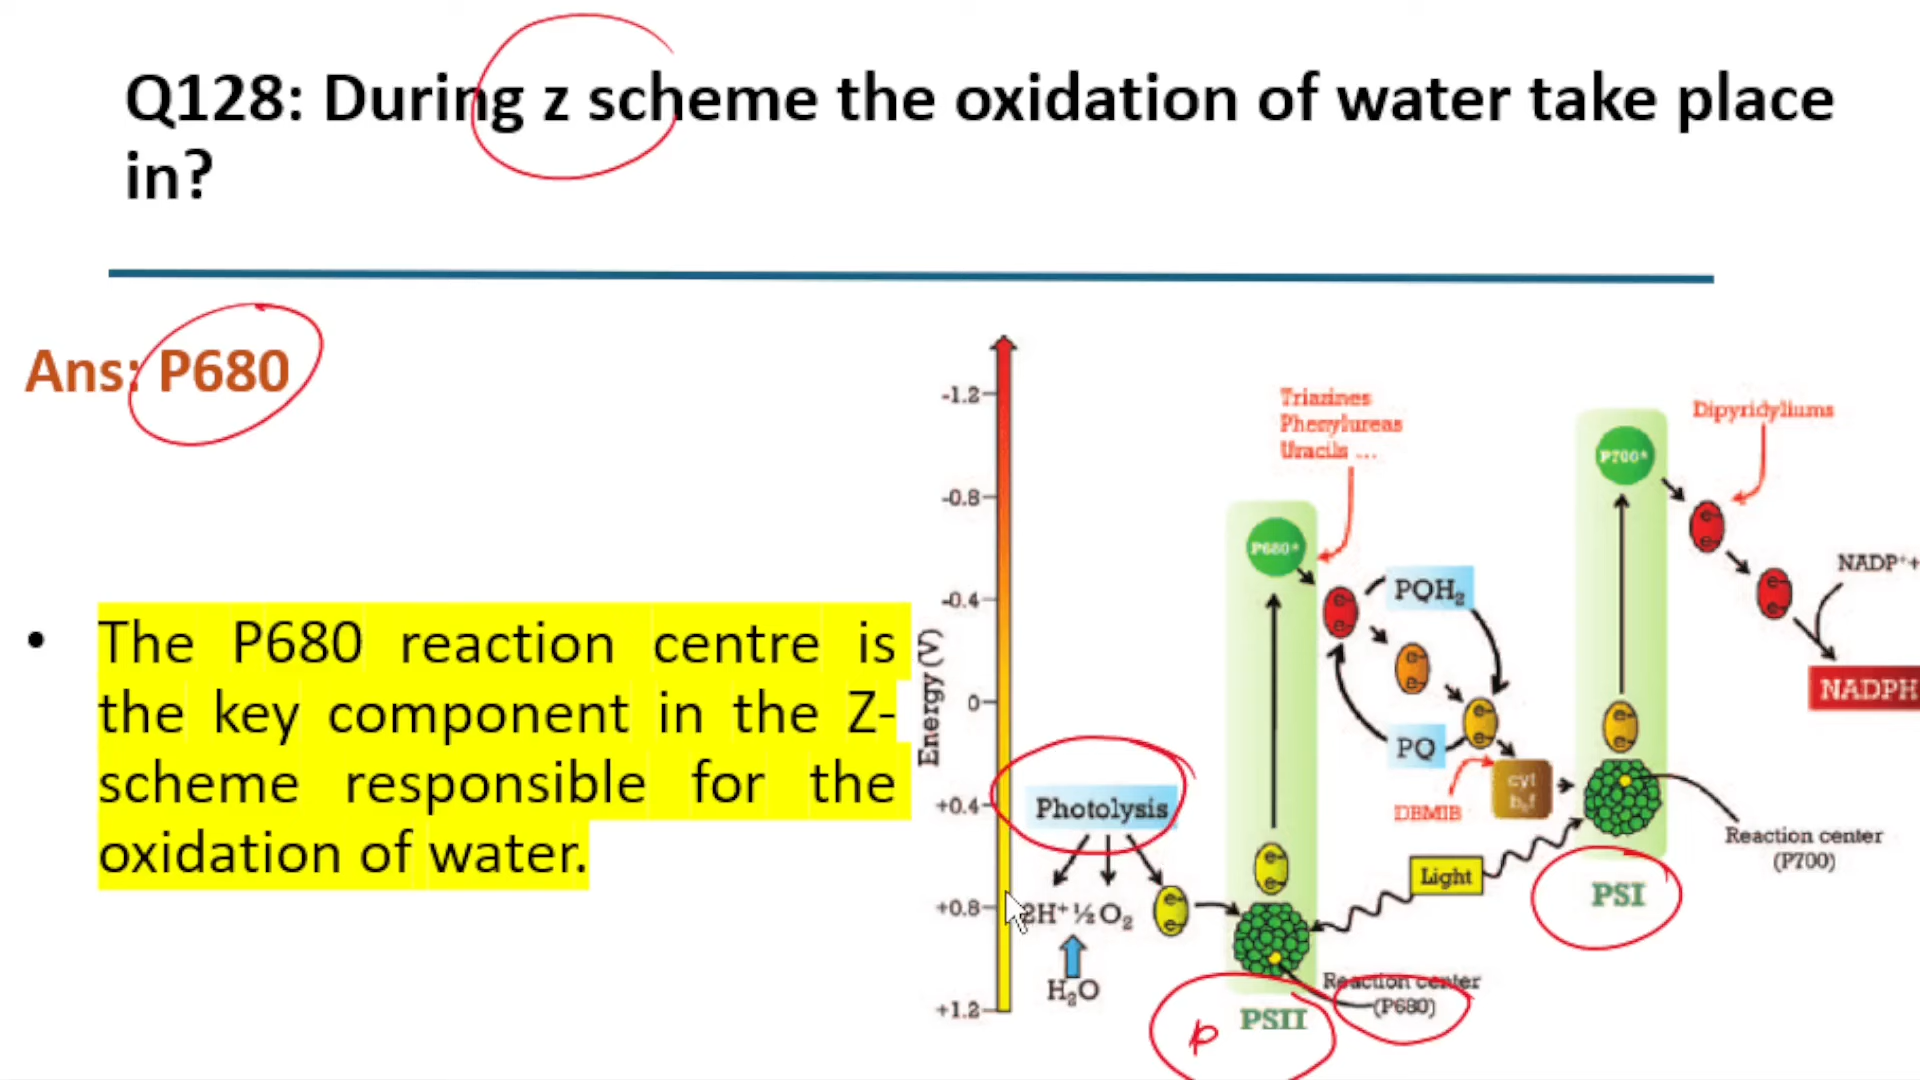 Q128: During z scheme the oxidation of water take place
in?
Ans: P680
• The P680 reaction centre is
the key component in the Z-
scheme responsible for the
oxidation of water.
Energy (V)
-1.2
-0.8
-0.4
0
+0.4
+0.8
+1.2
Triazines
Phenylureas
Uracils ...
Dipyridyliums
P700*
P680*
e-
e-
e-
e-
e-
e-
NADP⁺+
PQH₂
e-
e-
NADPH
e-
e-
e-
e-
PQ
cyt
b₆f
DBMIB
Photolysis
Reaction center
(P700)
e-
e-
Light
PSI
2H⁺ ½ O₂
e-
e-
H₂O
Reaction center
(P680)
p
PSII